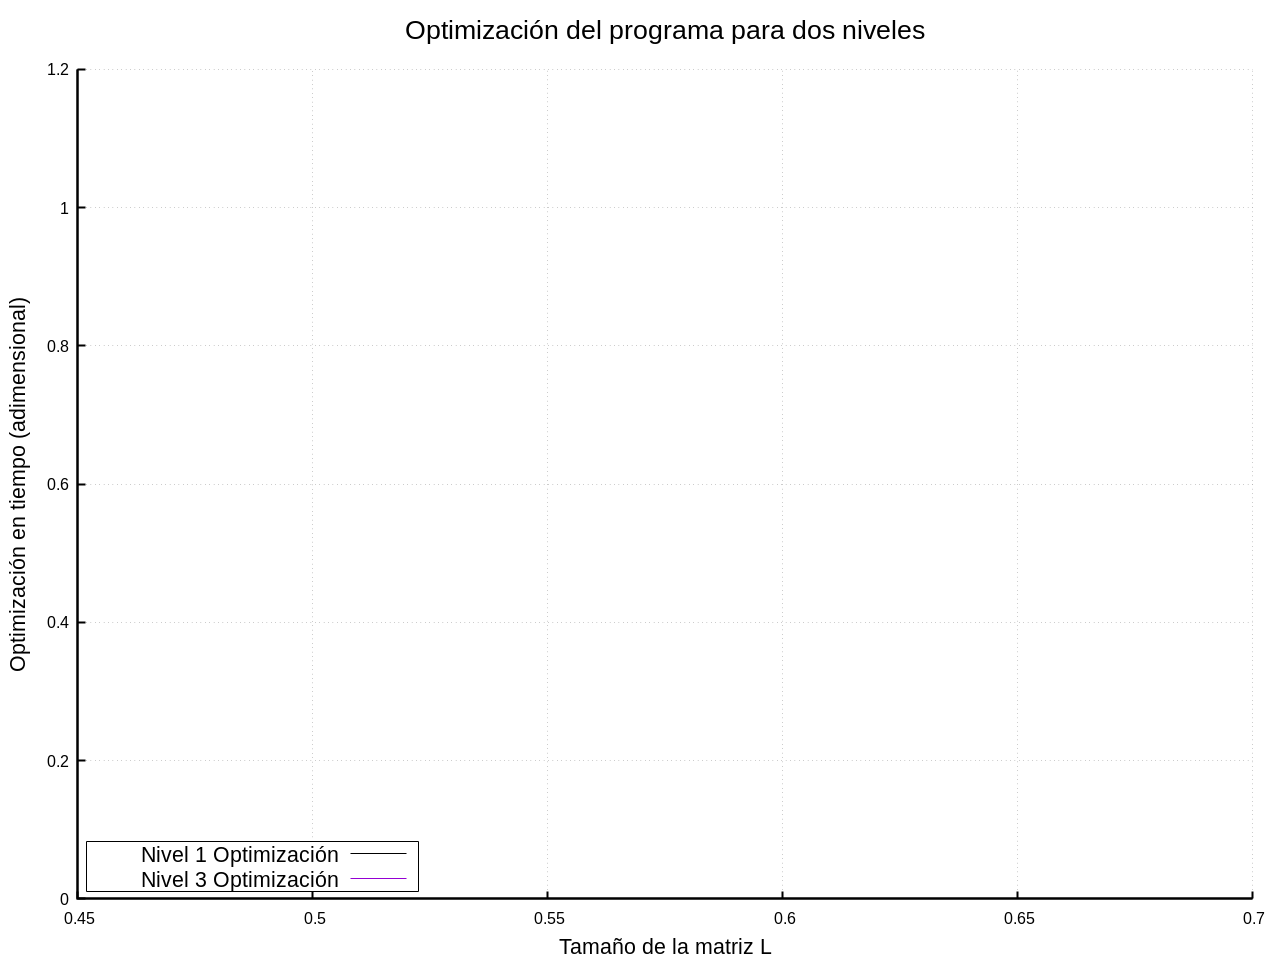 Optimización del programa para dos niveles
1.2
1
0.8
0.6
0.4
0.2
0
Optimización en tiempo (adimensional)
Nivel 1 Optimización
Nivel 3 Optimización
0.45 0.5 0.55 0.6 0.65 0.7
Tamaño de la matriz L